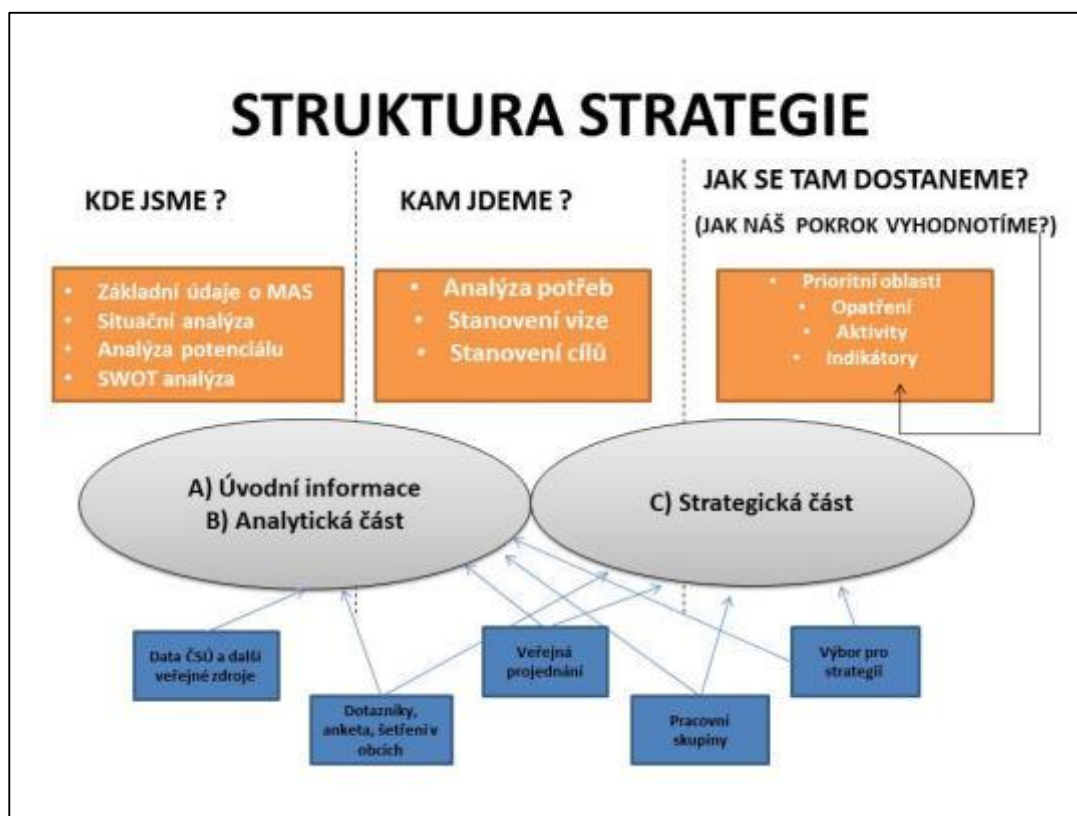 STRUKTURA STRATEGIE
KDE JSME ?
KAM JDEME ?
JAK SE TAM DOSTANEME?
(JAK NÁŠ POKROK VYHODNOTÍME?)
• Základní údaje o MAS
• Situační analýza
• Analýza potenciálu
• SWOT analýza
• Analýza potřeb
• Stanovení vize
• Stanovení cílů
• Prioritní oblasti
• Opatření
• Aktivity
• Indikátory
A) Úvodní informace
B) Analytická část
C) Strategická část
Data ČSÚ a další
veřejné zdroje
Dotazníky,
anketa, šetření v
obcích
Veřejná
projednání
Pracovní
skupiny
Výbor pro
strategii